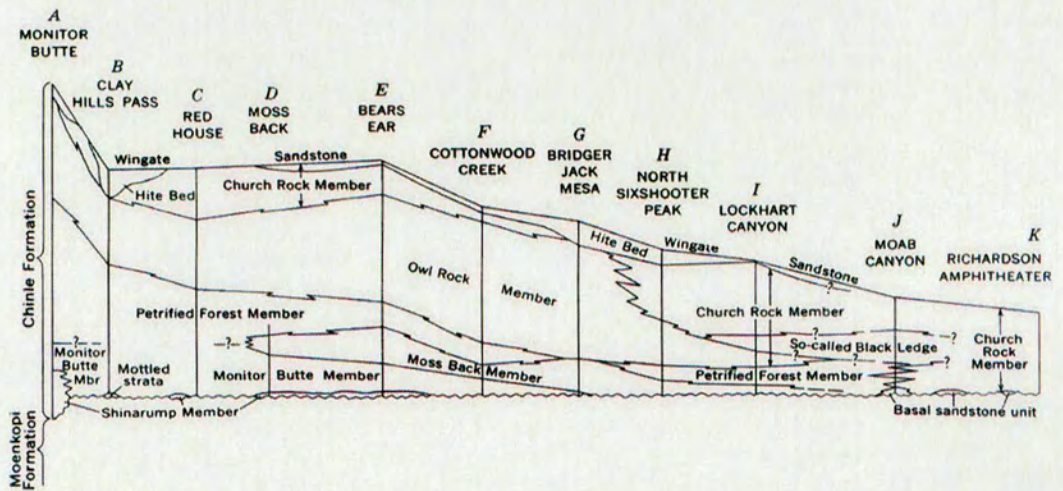 A
MONITOR
BUTTE
B
CLAY
HILLS PASS
C
RED
HOUSE
D
MOSS
BACK
E
BEARS
EAR
F
COTTONWOOD
CREEK
G
BRIDGER
JACK
MESA
H
NORTH
SIXSHOOTER
PEAK
I
LOCKHART
CANYON
J
MOAB
CANYON
K
RICHARDSON
AMPHITHEATER
Wingate Sandstone
Hite Bed
Church Rock Member
Hite Bed
Wingate Sandstone
?
Owl Rock Member
Church Rock Member
Petrified Forest Member
?
?
?
So-called Black Ledge
?
?
?
?
Church
Rock
Member
?
Monitor
Butte
Mbr
Mottled
strata
Monitor Butte Member
Moss Back Member
Petrified Forest Member
Shinarump Member
Basal sandstone unit
Chinle Formation
Moenkopi
Formation